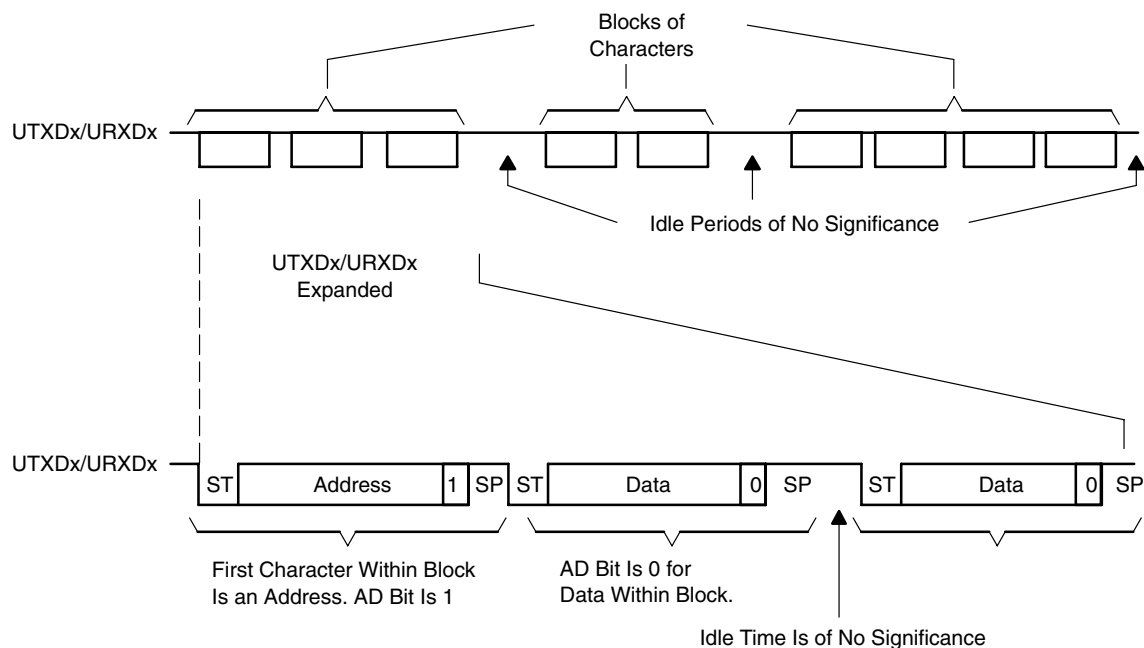 Blocks of
Characters
UTXDx/URXDx
Idle Periods of No Significance
UTXDx/URXDx
Expanded
UTXDx/URXDx
ST Address 1 SP ST Data 0 SP ST Data 0 SP
First Character Within Block
Is an Address. AD Bit Is 1
AD Bit Is 0 for
Data Within Block.
Idle Time Is of No Significance